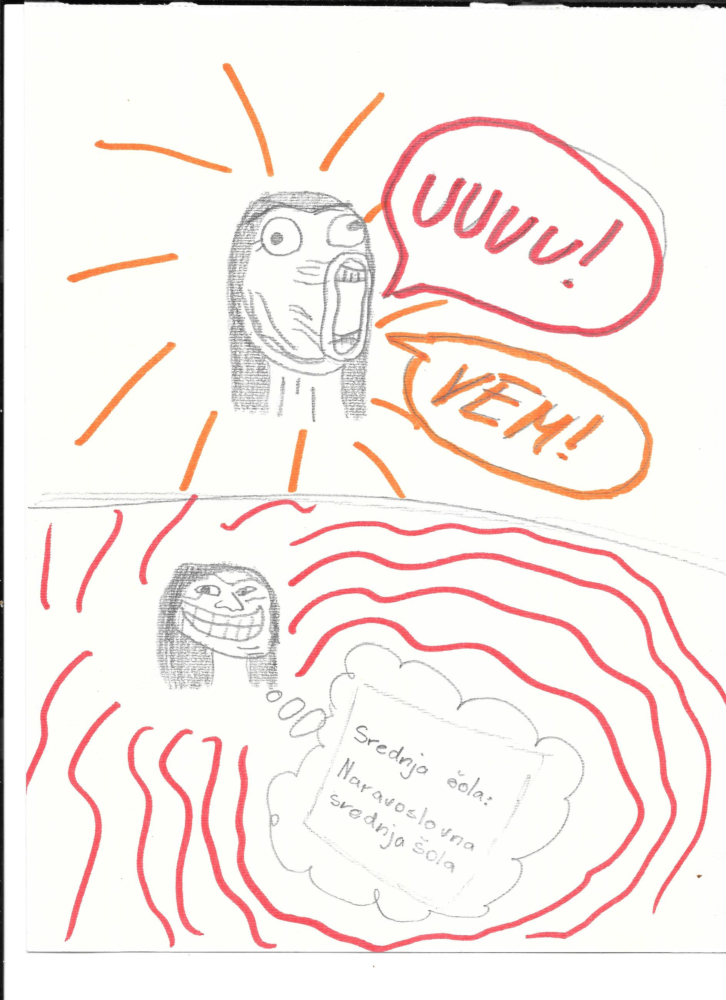 UUUU!
VEM!
Srednja šola:
Naravoslovna
srednja šola